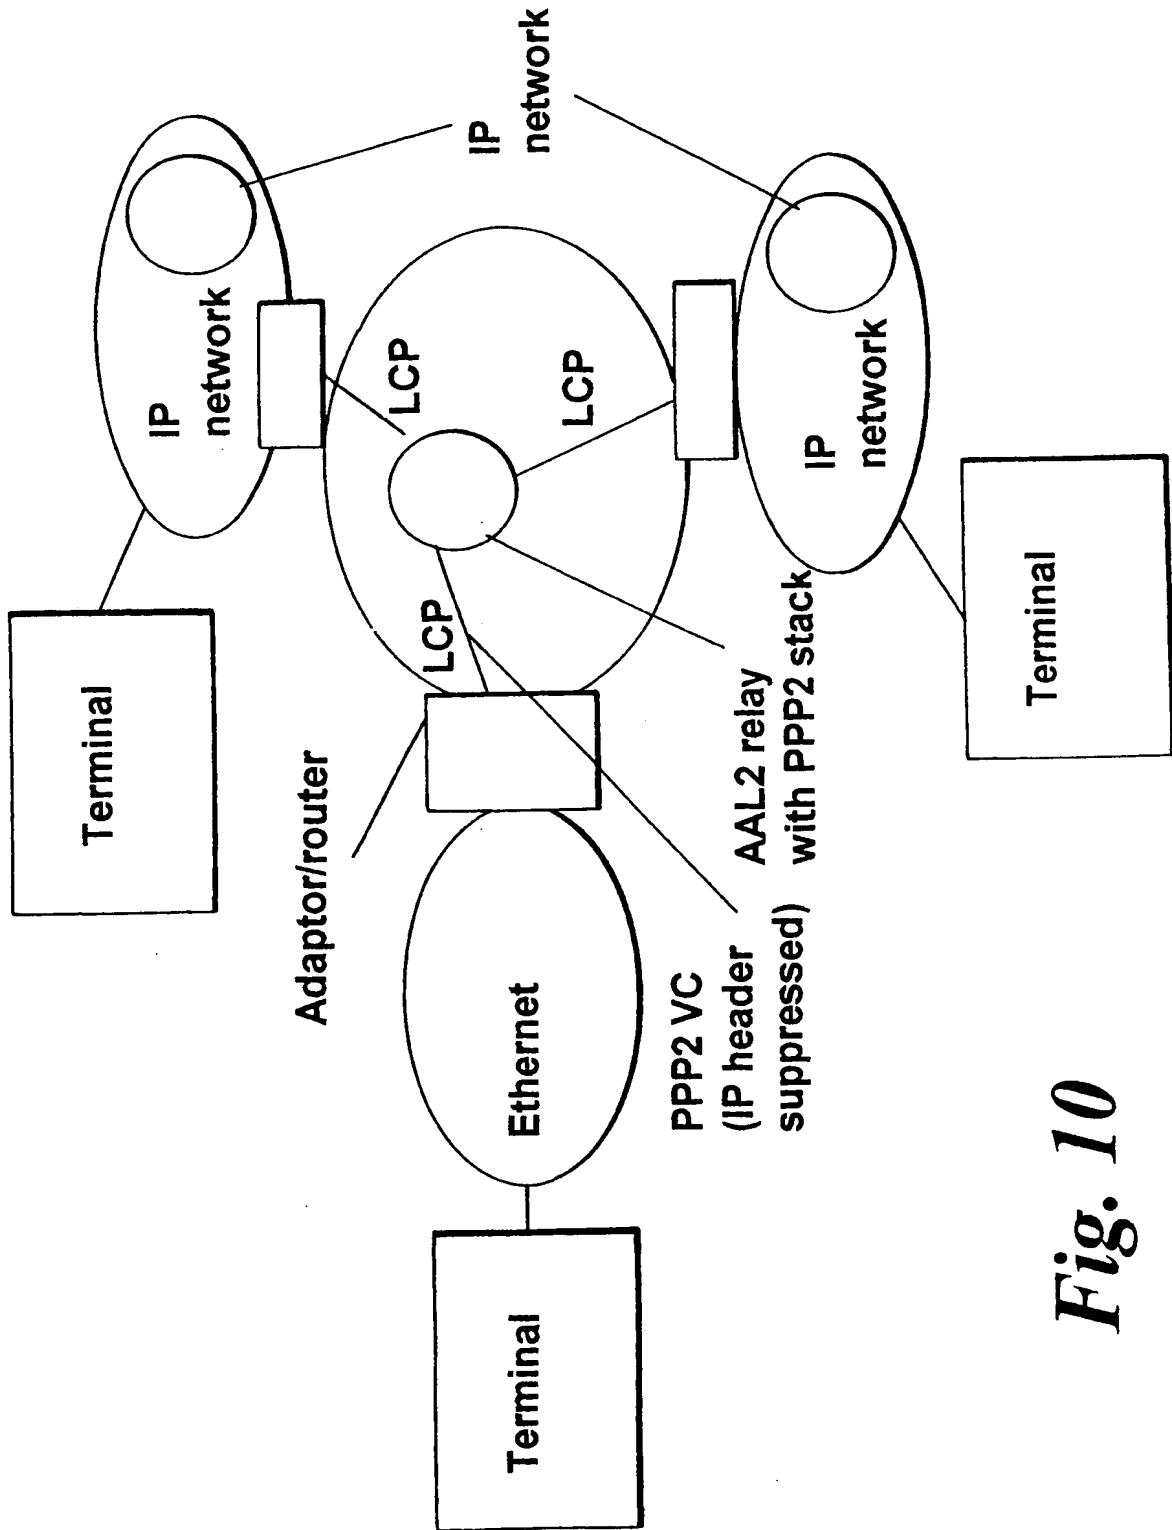 Terminal
IP
network
IP
network
LCP
LCP
LCP
Adaptor/router
Ethernet
Terminal
IP
network
PPP2 VC
(IP header
suppressed)
AAL2 relay
with PPP2 stack
Terminal
Fig. 10